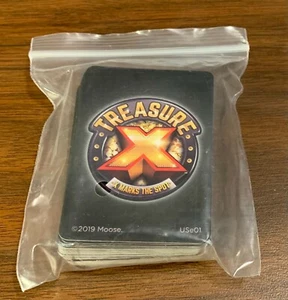 TREASURE
X
X MARKS THE SPOT
©2019 Moose.
USe01